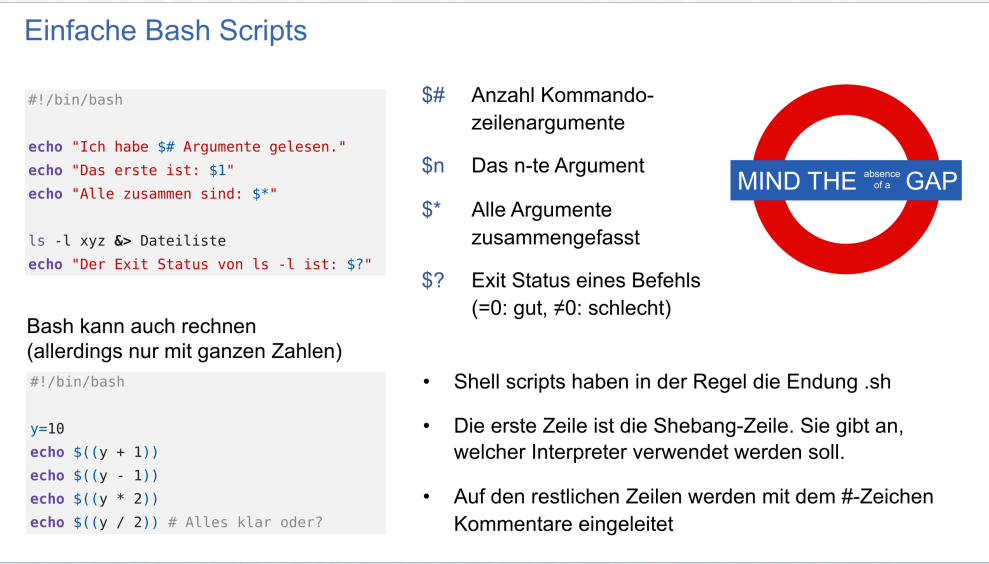 Einfache Bash Scripts
#!/bin/bash
echo "Ich habe $# Argumente gelesen."
echo "Das erste ist: $1"
echo "Alle zusammen sind: $*"
ls -l xyz &> Dateiliste
echo "Der Exit Status von ls -l ist: $?"
Bash kann auch rechnen
(allerdings nur mit ganzen Zahlen)
#!/bin/bash
y=10
echo $((y + 1))
echo $((y - 1))
echo $((y * 2))
echo $((y / 2)) # Alles klar oder?
$# Anzahl Kommando-
zeilenargumente
$n Das n-te Argument
$* Alle Argumente
zusammengefasst
$? Exit Status eines Befehls
(=0: gut, ≠0: schlecht)
MIND THE absence of a GAP
• Shell scripts haben in der Regel die Endung .sh
• Die erste Zeile ist die Shebang-Zeile. Sie gibt an,
welcher Interpreter verwendet werden soll.
• Auf den restlichen Zeilen werden mit dem #-Zeichen
Kommentare eingeleitet